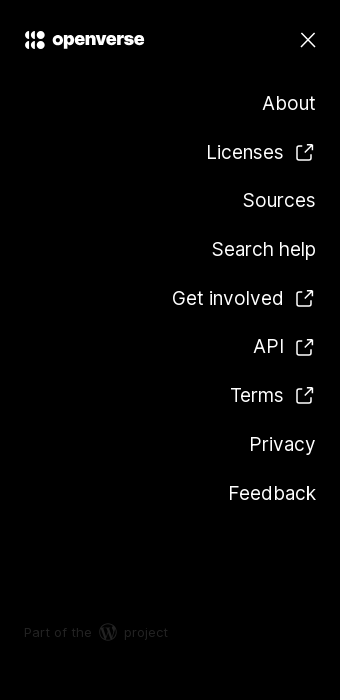 openverse
About
Licenses
Sources
Search help
Get involved
API
Terms
Privacy
Feedback
Part of the project